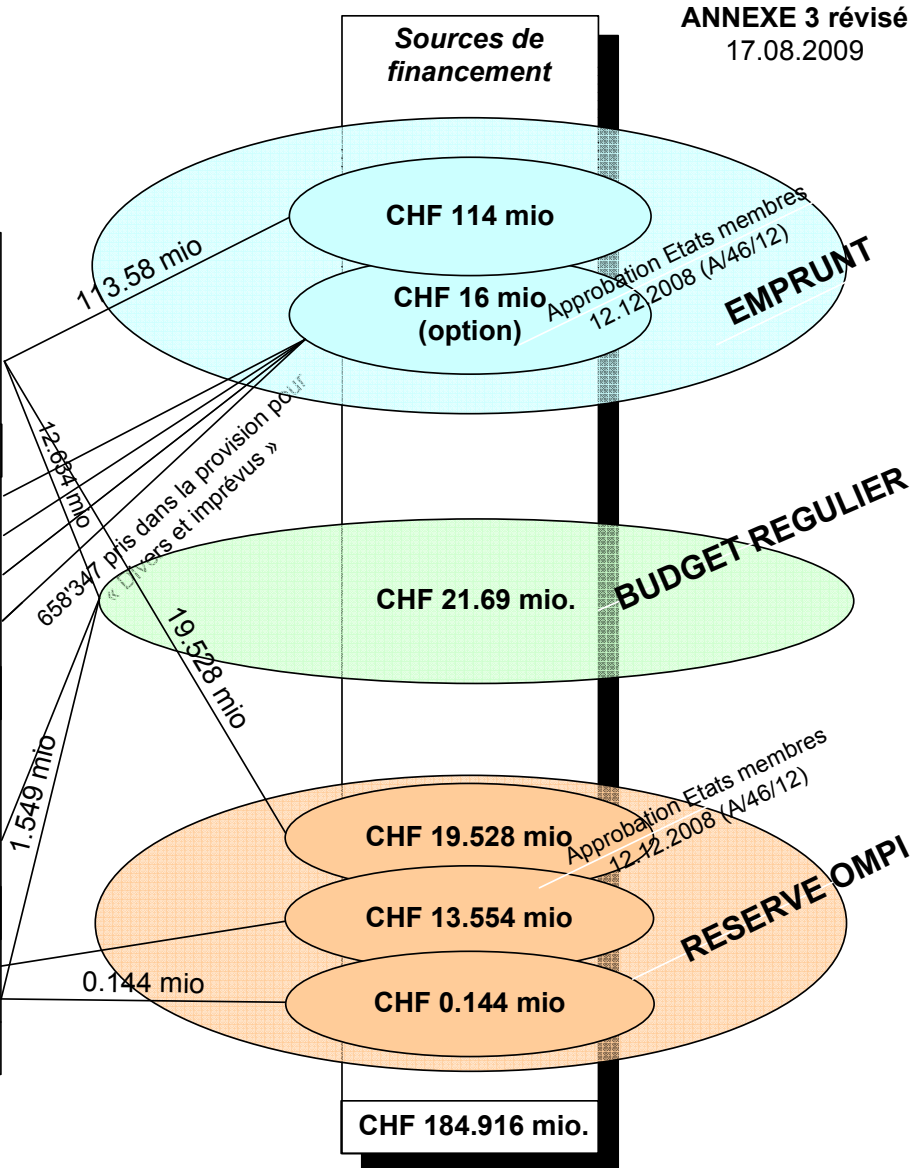 ANNEXE 3 révisé
17.08.2009
Sources de
financement
CHF 114 mio
113.58 mio
CHF 16 mio
(option)
Approbation Etats membres
12.12.2008 (A/46/12)
EMPRUNT
12.634 mio
658'347 pris dans la provision pour
« Divers et imprévus »
BUDGET REGULIER
CHF 21.69 mio.
19.528 mio
1.549 mio
CHF 19.528 mio
Approbation Etats membres
12.12.2008 (A/46/12)
RESERVE OMPI
CHF 13.554 mio
0.144 mio
CHF 0.144 mio
CHF 184.916 mio.